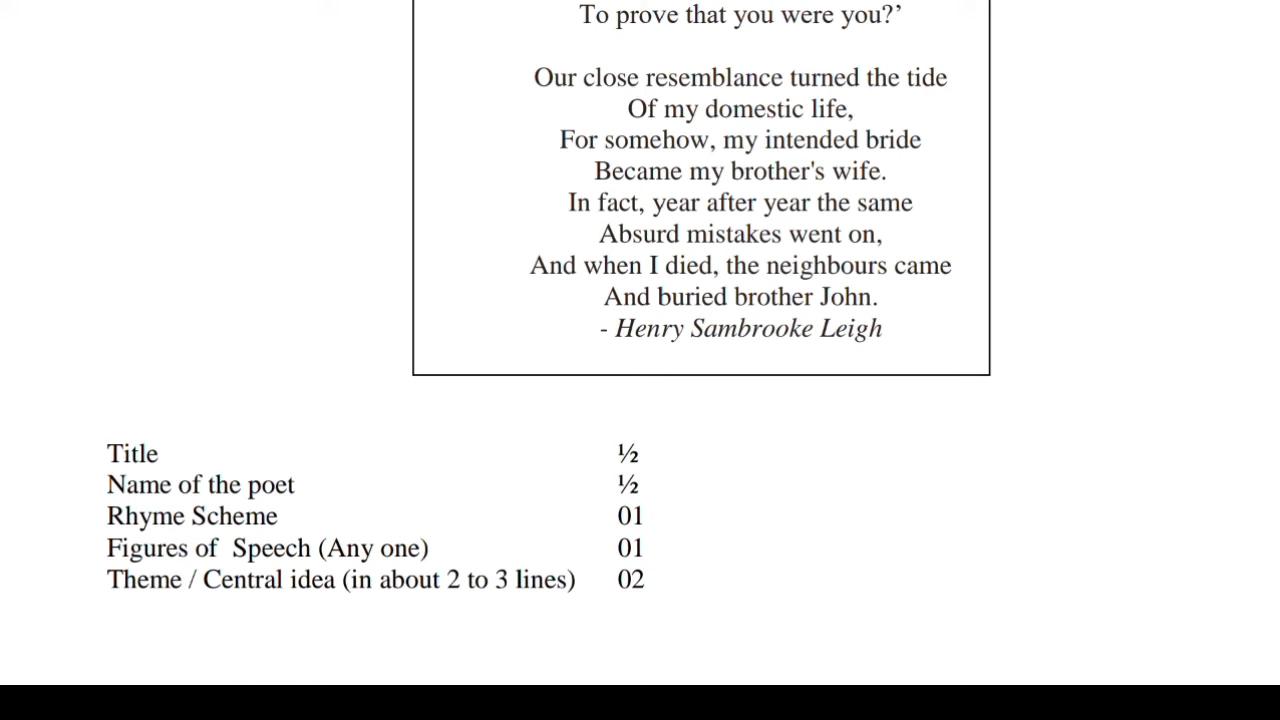 To prove that you were you?’
Our close resemblance turned the tide
Of my domestic life,
For somehow, my intended bride
Became my brother's wife.
In fact, year after year the same
Absurd mistakes went on,
And when I died, the neighbours came
And buried brother John.
- Henry Sambrooke Leigh
Title ½
Name of the poet ½
Rhyme Scheme 01
Figures of Speech (Any one) 01
Theme / Central idea (in about 2 to 3 lines) 02